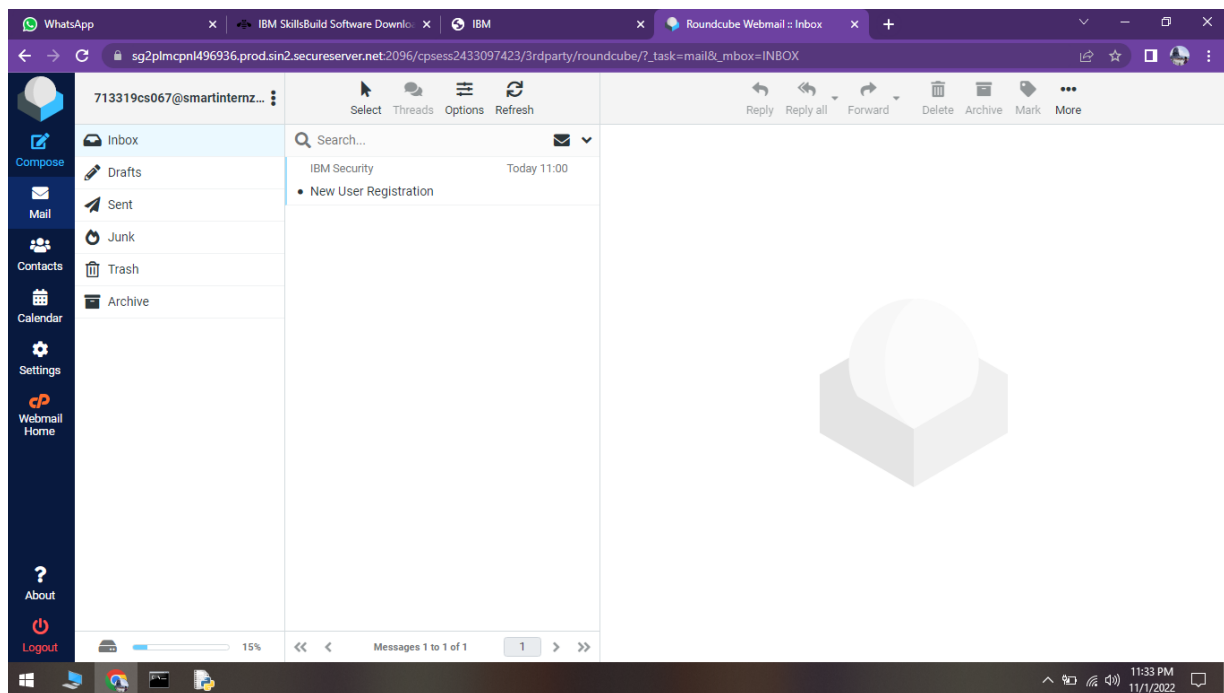 WhatsApp
IBM SkillsBuild Software Downlo
IBM
Roundcube Webmail :: Inbox
sg2plmcpnl496936.prod.sin2.secureserver.net:2096/cpsess2433097423/3rdparty/roundcube/?_task=mail&_mbox=INBOX
713319cs067@smartinternz...
Select Threads Options Refresh
Reply Reply all Forward Delete Archive Mark More
Compose
Mail
Contacts
Calendar
Settings
cP
Webmail
Home
?
About
Logout
Inbox
Drafts
Sent
Junk
Trash
Archive
15%
Search...
IBM Security Today 11:00
• New User Registration
Messages 1 to 1 of 1
1
11:33 PM
11/1/2022